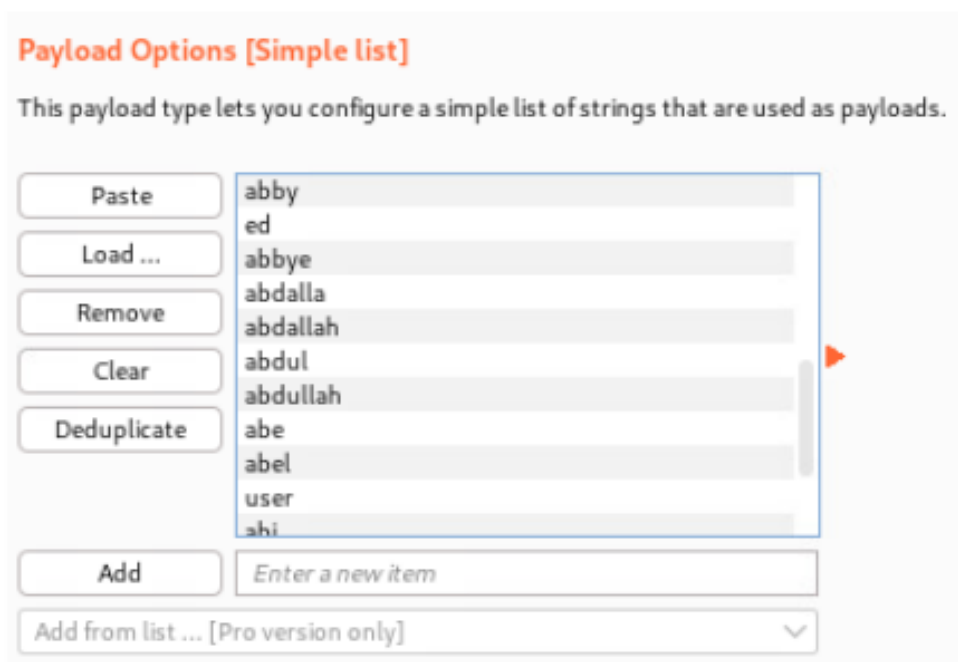 Payload Options [Simple list]
This payload type lets you configure a simple list of strings that are used as payloads.
Paste
Load ...
Remove
Clear
Deduplicate
abby
ed
abbye
abdalla
abdallah
abdul
abdullah
abe
abel
user
Add
Enter a new item
Add from list ... [Pro version only]